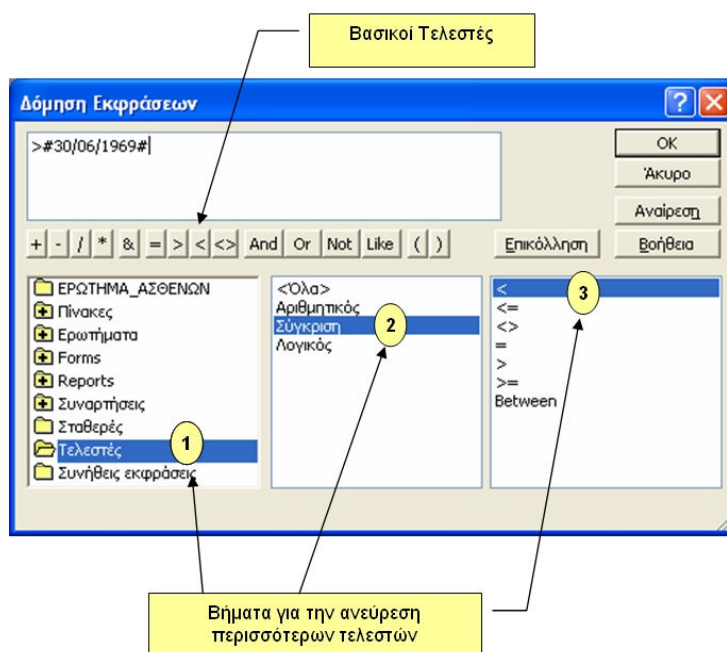 Βασικοί Τελεστές
Δόμηση Εκφράσεων
>#30/06/1969#
OK
Άκυρο
Αναίρεση
+ - / * & = > < <> And Or Not Like ( )
Επικόλληση
Βοήθεια
ΕΡΩΤΗΜΑ_ΑΣΘΕΝΩΝ
Πίνακες
Ερωτήματα
Forms
Reports
Συναρτήσεις
Σταθερές
Τελεστές
1
Συνήθεις εκφράσεις
<Όλα>
Αριθμητικός
Σύγκριση
2
Λογικός
<
3
<=
<>
=
>
>=
Between
Βήματα για την ανεύρεση
περισσότερων τελεστών